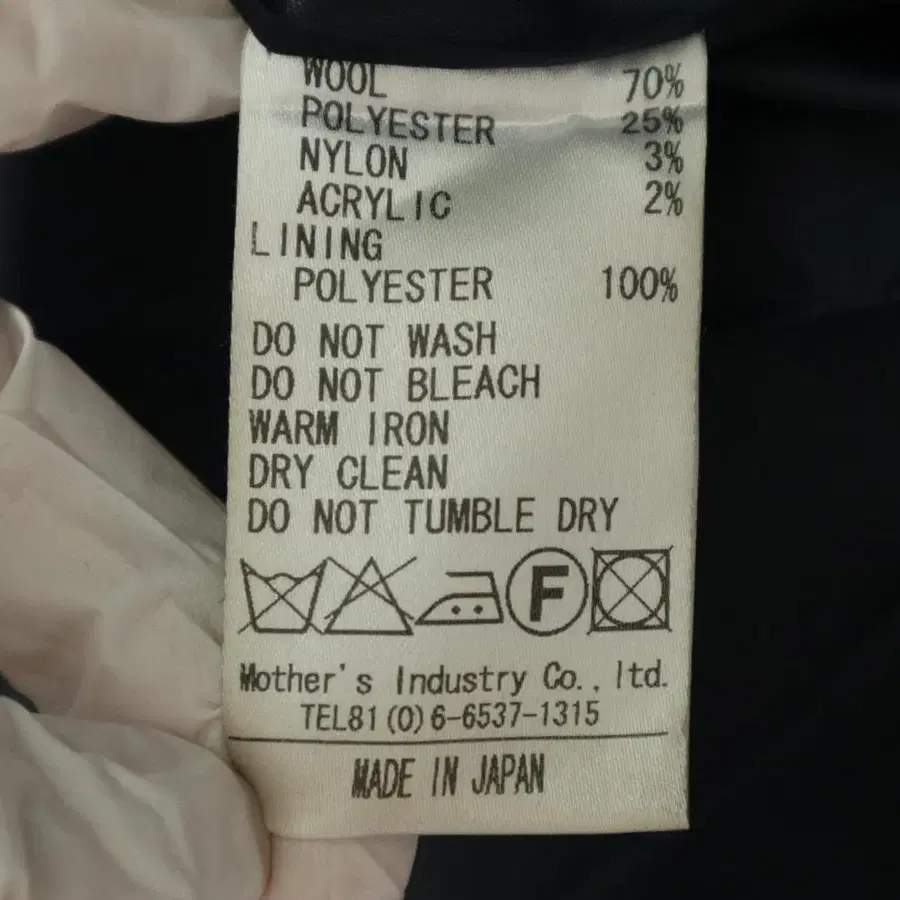 WOOL 70%
POLYESTER 25%
NYLON 3%
ACRYLIC 2%
LINING
POLYESTER 100%
DO NOT WASH
DO NOT BLEACH
WARM IRON
DRY CLEAN
DO NOT TUMBLE DRY
F
Mother's Industry Co., ltd.
TEL81(0)6-6537-1315
MADE IN JAPAN